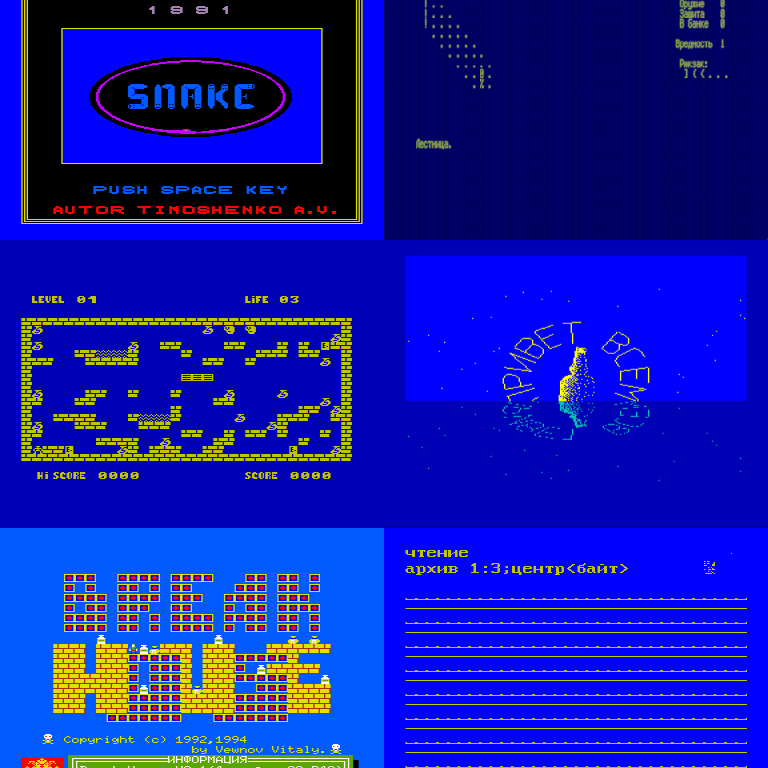 1991
SNAKE
PUSH SPACE KEY
AUTOR TIMOSHENKO A.V.
Оружие 0
Защита 0
В банке 0
Вредность 1
Рюкзак:
Лестница.
LEVEL 01 LiFE 03
Hi SCORE 0000 SCORE 0000
ПРИВЕТ ВСЕМ
Copyright (c) 1992,1994
by Vewnov Vitaly.
ИНФОРМАЦИЯ
чтение
архив 1:3;центр<байт>